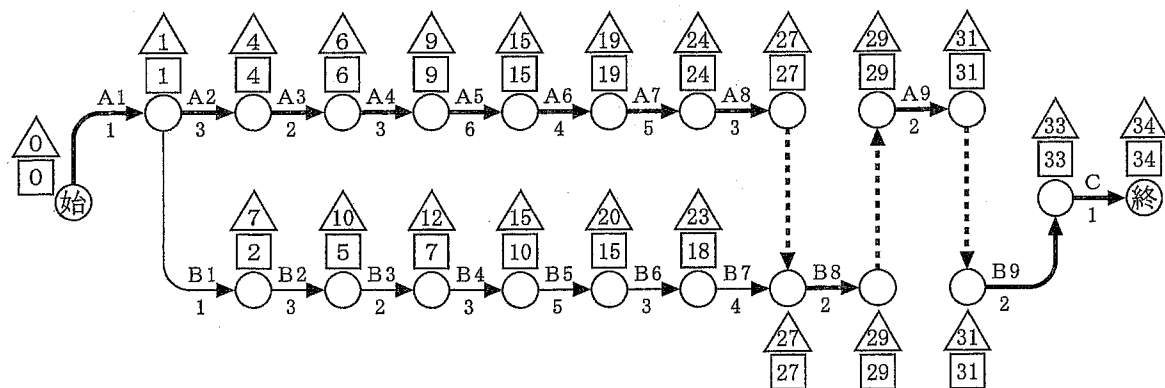 1 4 6 9 15 19 24 27 29 31
1 4 6 9 15 19 24 27 29 31
A1 A2 A3 A4 A5 A6 A7 A8 A9
1 3 2 3 6 4 5 3 2
0
0
始
33 34
33 34
C
1
終
7 10 12 15 20 23
2 5 7 10 15 18
B1 B2 B3 B4 B5 B6 B7 B8 B9
1 3 2 3 5 3 4 2 2
27 29 31
27 29 31